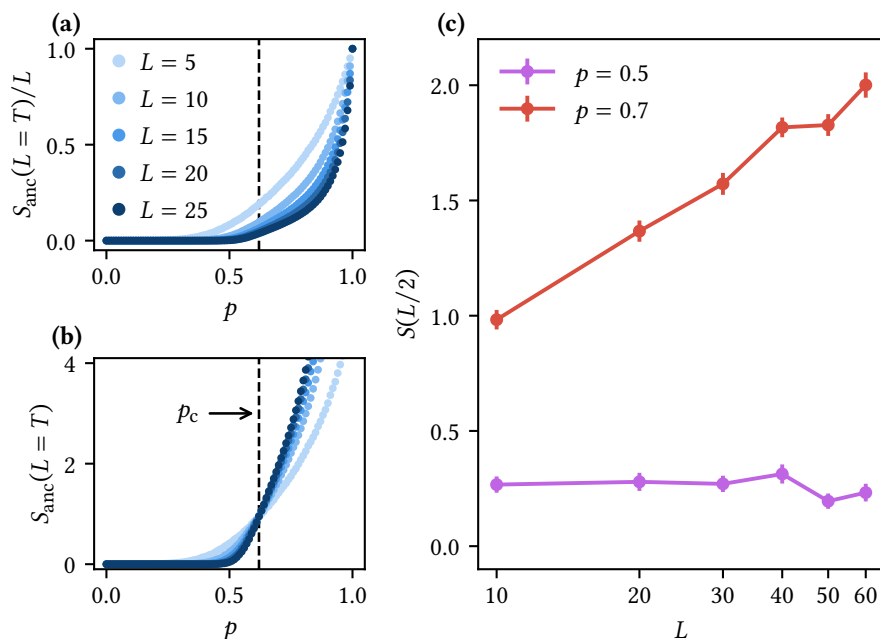 (a)
S_anc(L = T)/L
1.0
0.5
0.0
L = 5
L = 10
L = 15
L = 20
L = 25
0.0 0.5 1.0
p
(b)
S_anc(L = T)
4
2
0
p_c
0.0 0.5 1.0
p
(c)
S(L/2)
2.0
1.5
1.0
0.5
0.0
p = 0.5
p = 0.7
10 20 30 40 50 60
L